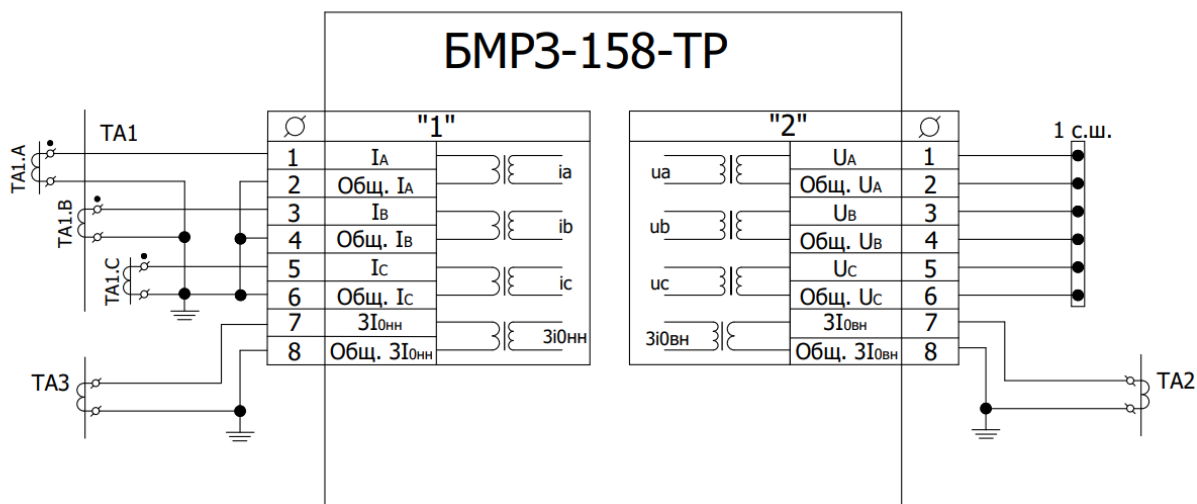 БМРЗ-158-ТР
"1"
"2"
1 с.ш.
TA1
TA1.A
TA1.B
TA1.C
TA3
1 IA ia
2 Общ. IA
3 IB ib
4 Общ. IB
5 IC ic
6 Общ. IC
7 3I0нн 3i0нн
8 Общ. 3I0нн
ua UA 1
Общ. UA 2
ub UB 3
Общ. UB 4
uc UC 5
Общ. UC 6
3i0вн 3I0вн 7
Общ. 3I0вн 8
TA2